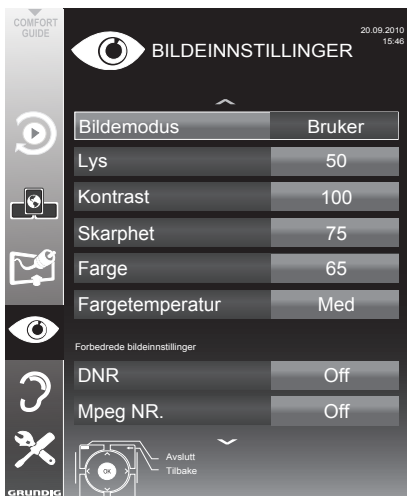 COMFORT
GUIDE
BILDEINNSTILLINGER
20.09.2010
15:46
Bildemodus Bruker
Lys 50
Kontrast 100
Skarphet 75
Farge 65
Fargetemperatur Med
Forbedrede bildeinnstillinger
DNR Off
Mpeg NR. Off
Avslutt
Tilbake
OK
GRUNDIG